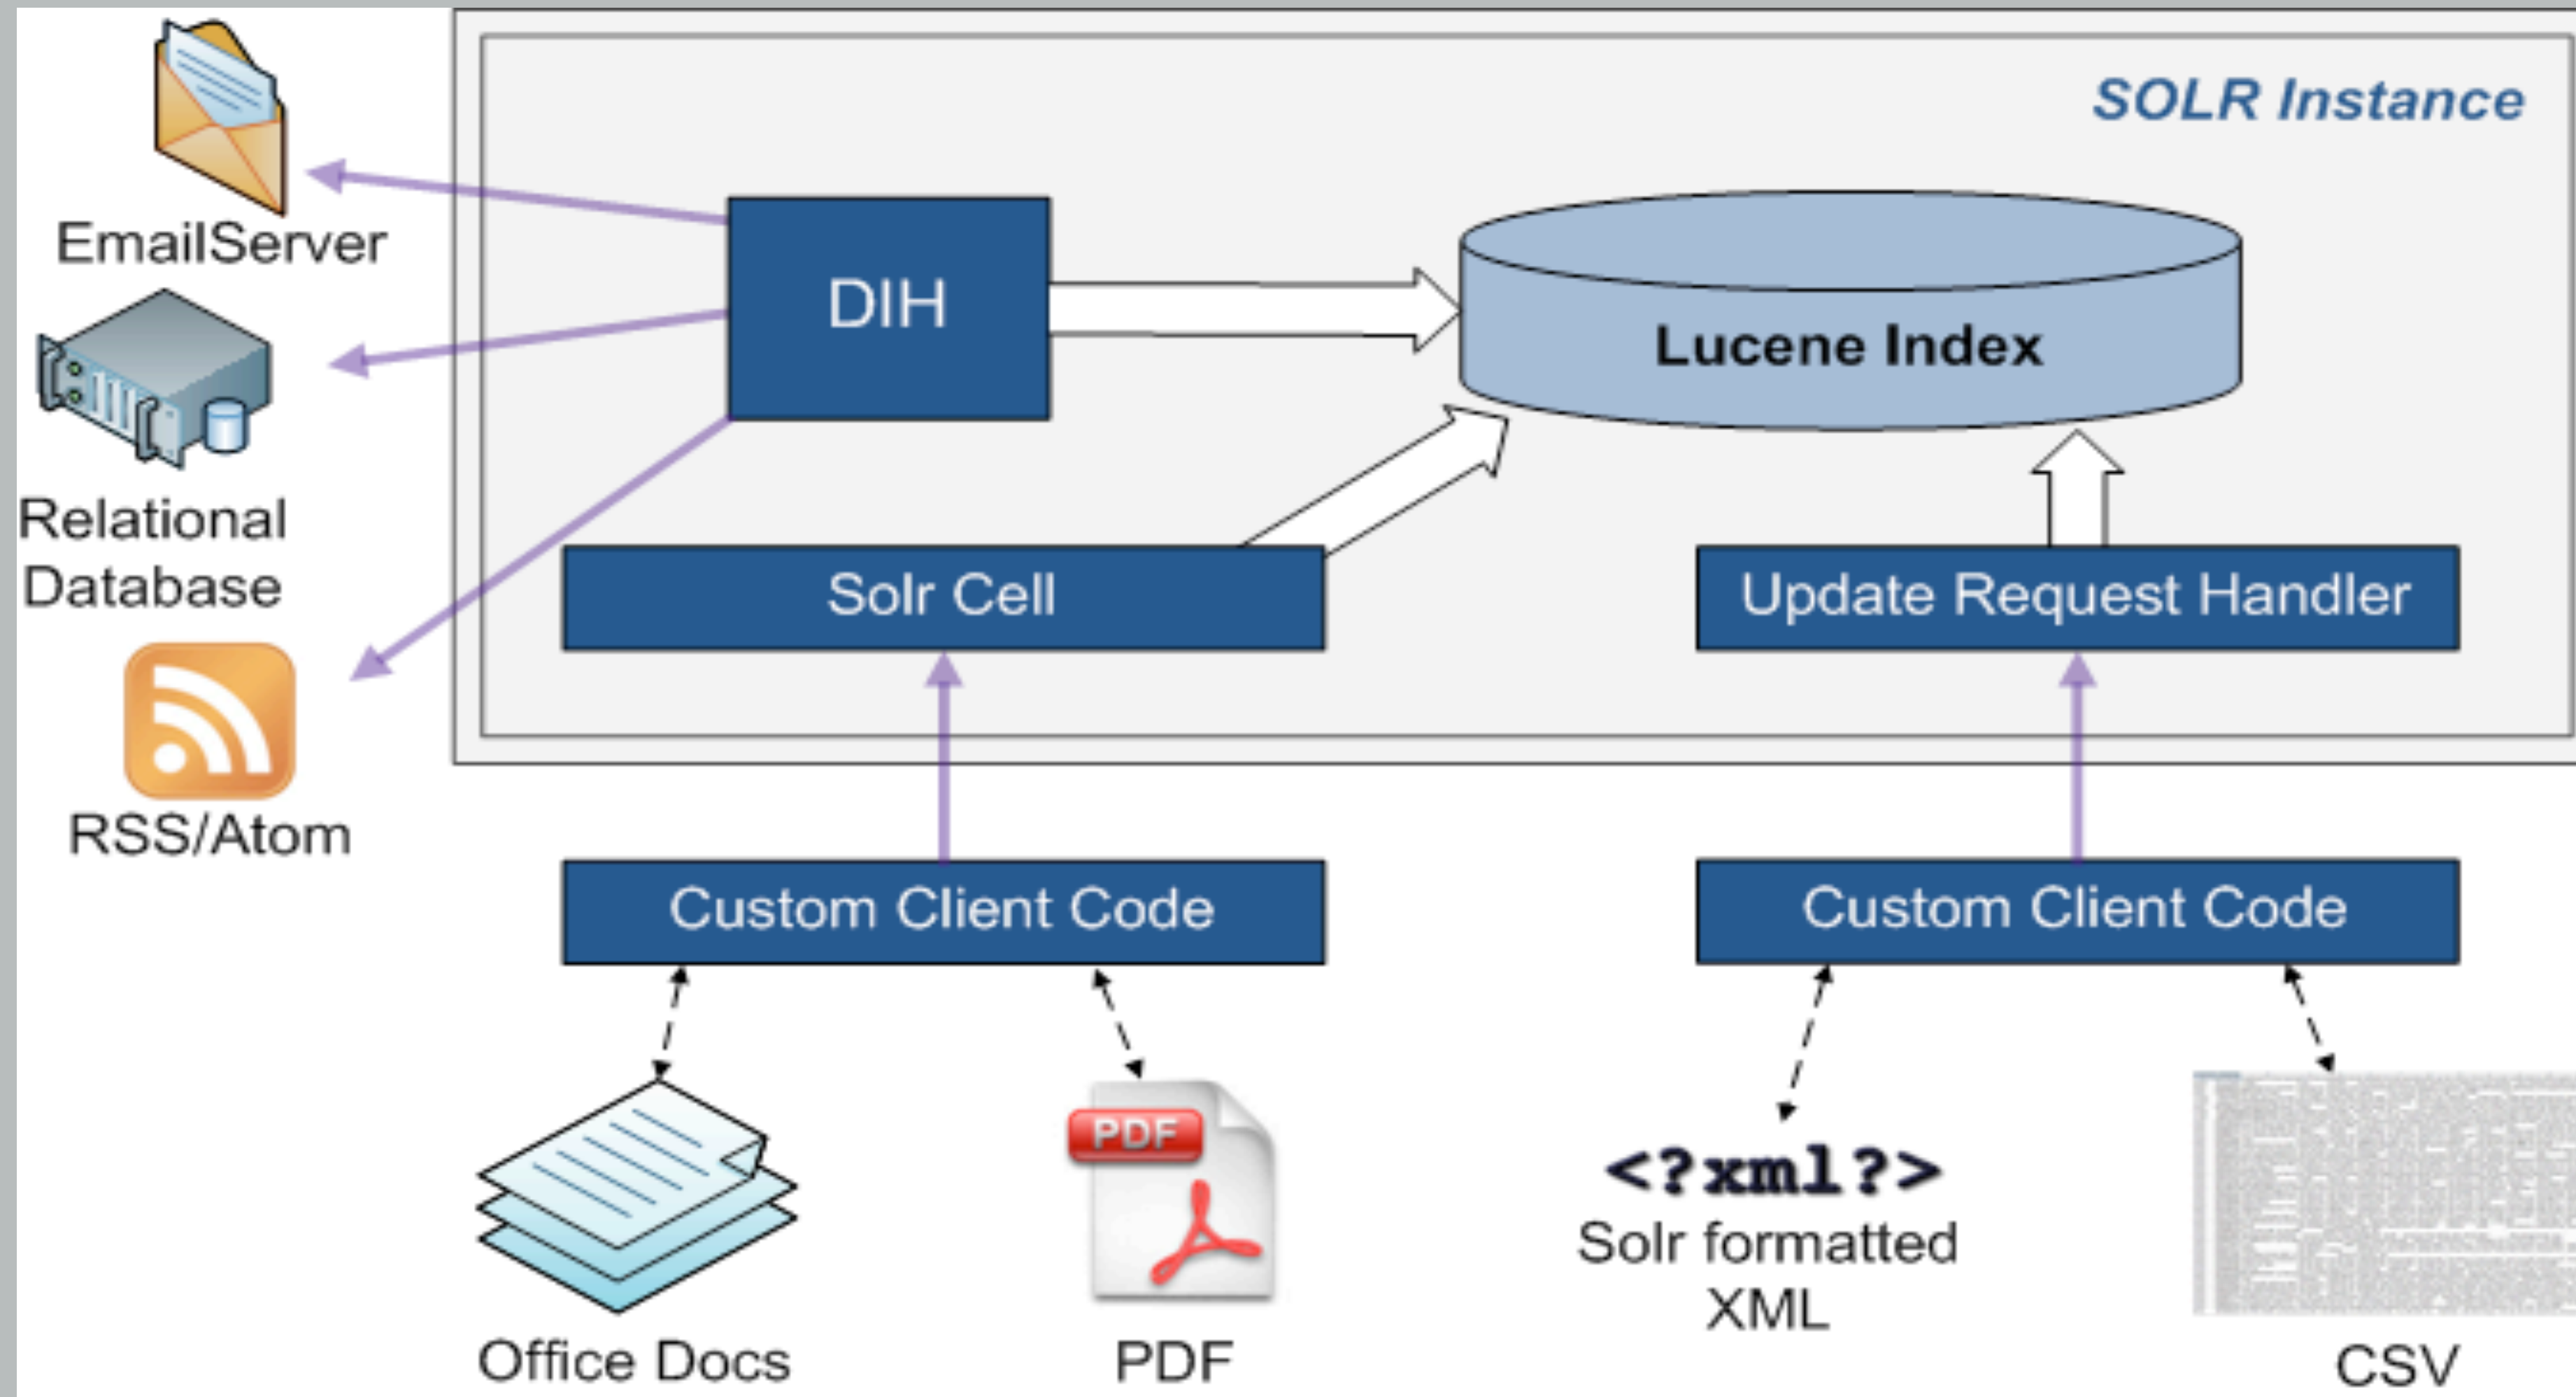 SOLR Instance
EmailServer
DIH
Lucene Index
Relational
Database
Solr Cell
Update Request Handler
RSS/Atom
Custom Client Code
Custom Client Code
PDF
<?xml?>
Solr formatted
XML
Office Docs
PDF
CSV